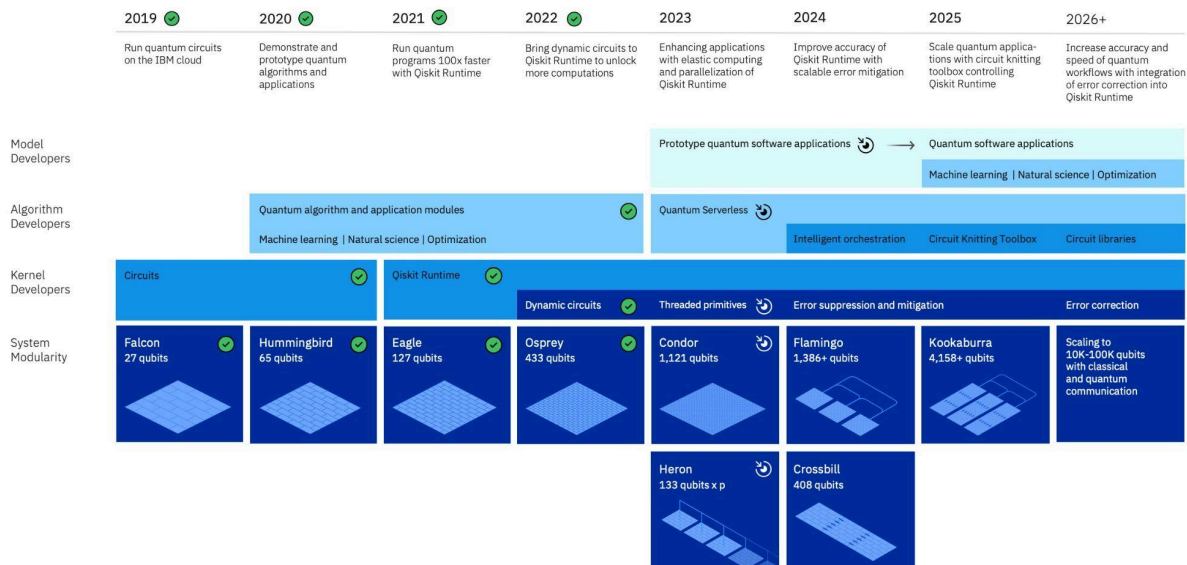 2019
2020
2021
2022
2023
2024
2025
2026+
Run quantum circuits
on the IBM cloud
Demonstrate and
prototype quantum
algorithms and
applications
Run quantum
programs 100x faster
with Qiskit Runtime
Bring dynamic circuits to
Qiskit Runtime to unlock
more computations
Enhancing applications
with elastic computing
and parallelization of
Qiskit Runtime
Improve accuracy of
Qiskit Runtime with
scalable error mitigation
Scale quantum applica-
tions with circuit knitting
toolbox controlling
Qiskit Runtime
Increase accuracy and
speed of quantum
workflows with integration
of error correction into
Qiskit Runtime
Model
Developers
Prototype quantum software applications
Quantum software applications
Machine learning | Natural science | Optimization
Algorithm
Developers
Quantum algorithm and application modules
Machine learning | Natural science | Optimization
Quantum Serverless
Intelligent orchestration
Circuit Knitting Toolbox
Circuit libraries
Kernel
Developers
Circuits
Qiskit Runtime
Dynamic circuits
Threaded primitives
Error suppression and mitigation
Error correction
System
Modularity
Falcon
27 qubits
Hummingbird
65 qubits
Eagle
127 qubits
Osprey
433 qubits
Condor
1,121 qubits
Flamingo
1,386+ qubits
Kookaburra
4,158+ qubits
Scaling to
10K-100K qubits
with classical
and quantum
communication
Heron
133 qubits x p
Crossbill
408 qubits